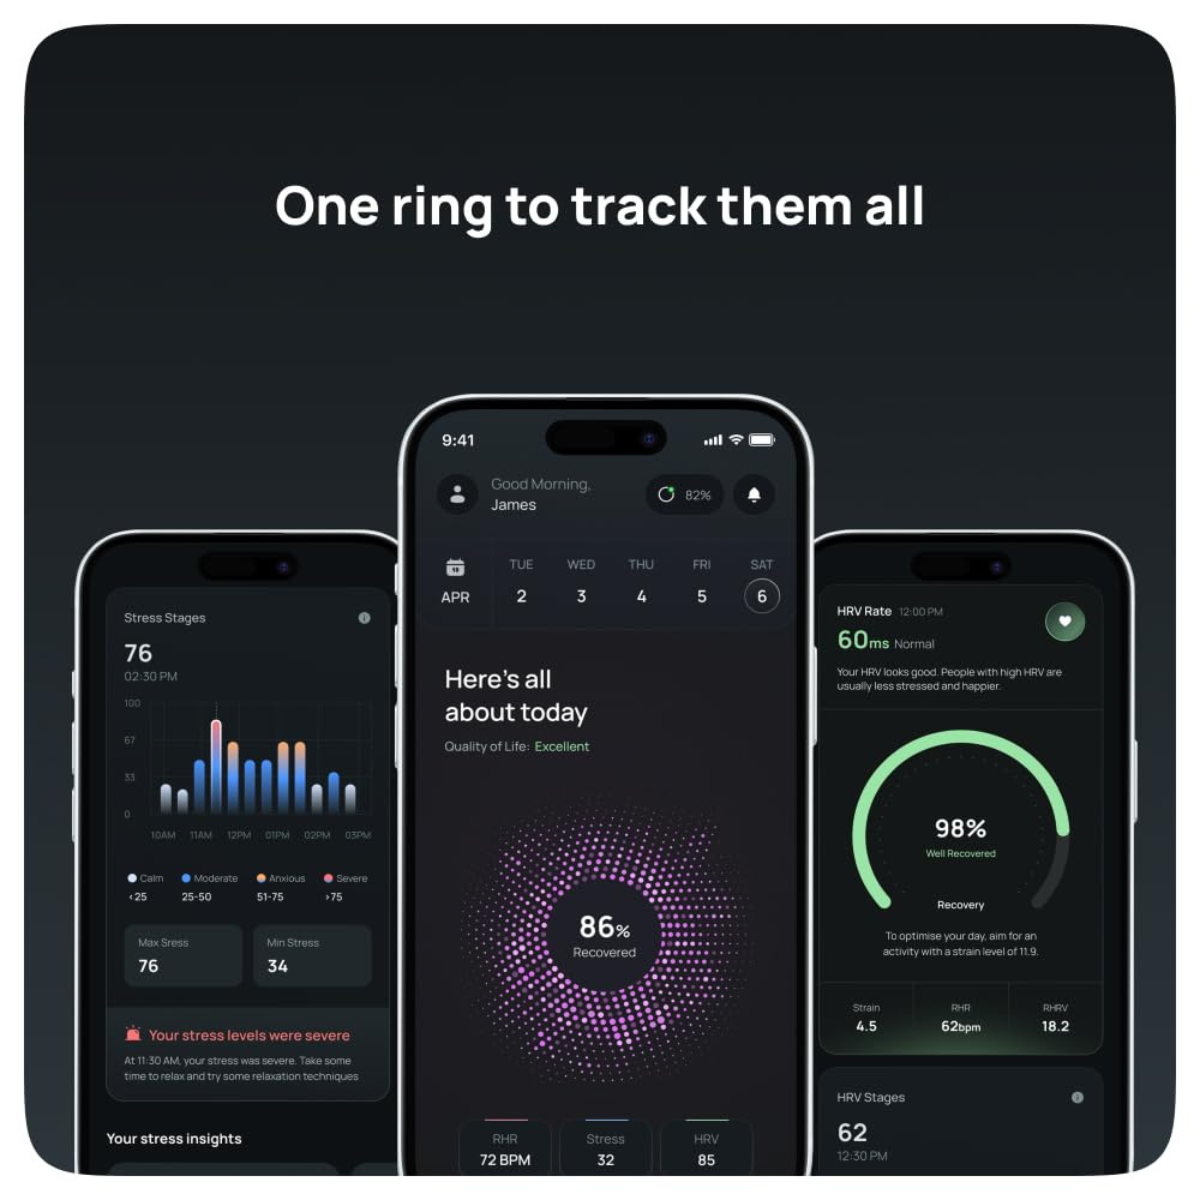 One ring to track them all
9:41
Good Morning,
James
82%
APR
TUE WED THU FRI SAT
2 3 4 5 6
Here's all
about today
Quality of Life: Excellent
86%
Recovered
RHR
72 BPM
Stress
32
HRV
85
Stress Stages
76
02:30 PM
100
67
33
0
10AM 11AM 12PM 01PM 02PM 03PM
Calm Moderate Anxious Severe
<25 25-50 51-75 >75
Max Sress
76
Min Stress
34
Your stress levels were severe
At 11:30 AM, your stress was severe. Take some
time to relax and try some relaxation techniques
Your stress insights
HRV Rate 12:00 PM
60ms Normal
Your HRV looks good. People with high HRV are
usually less stressed and happier.
98%
Well Recovered
Recovery
To optimise your day, aim for an
activity with a strain level of 11.9.
Strain
4.5
RHR
62bpm
RHRV
18.2
HRV Stages
62
12:30 PM